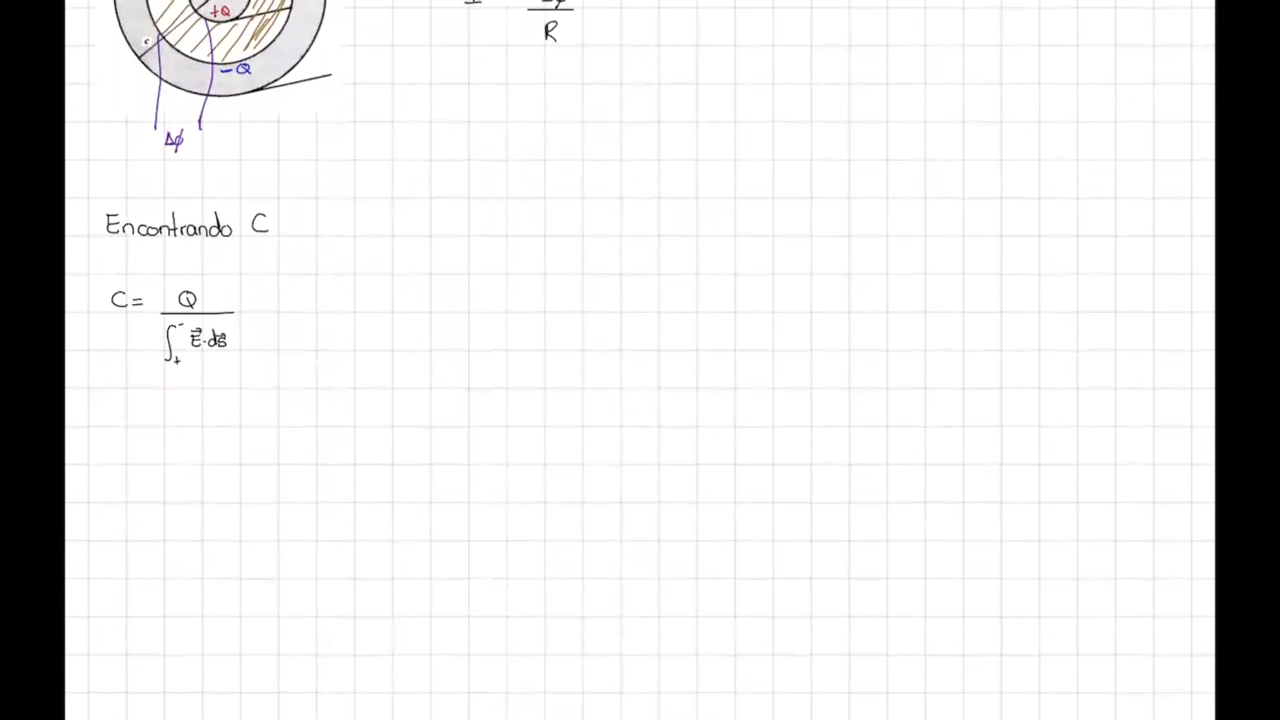 +Q
R
c
-Q
Δφ
Encontrando C
C = Q
∫₊⁻ E⃗·ds⃗